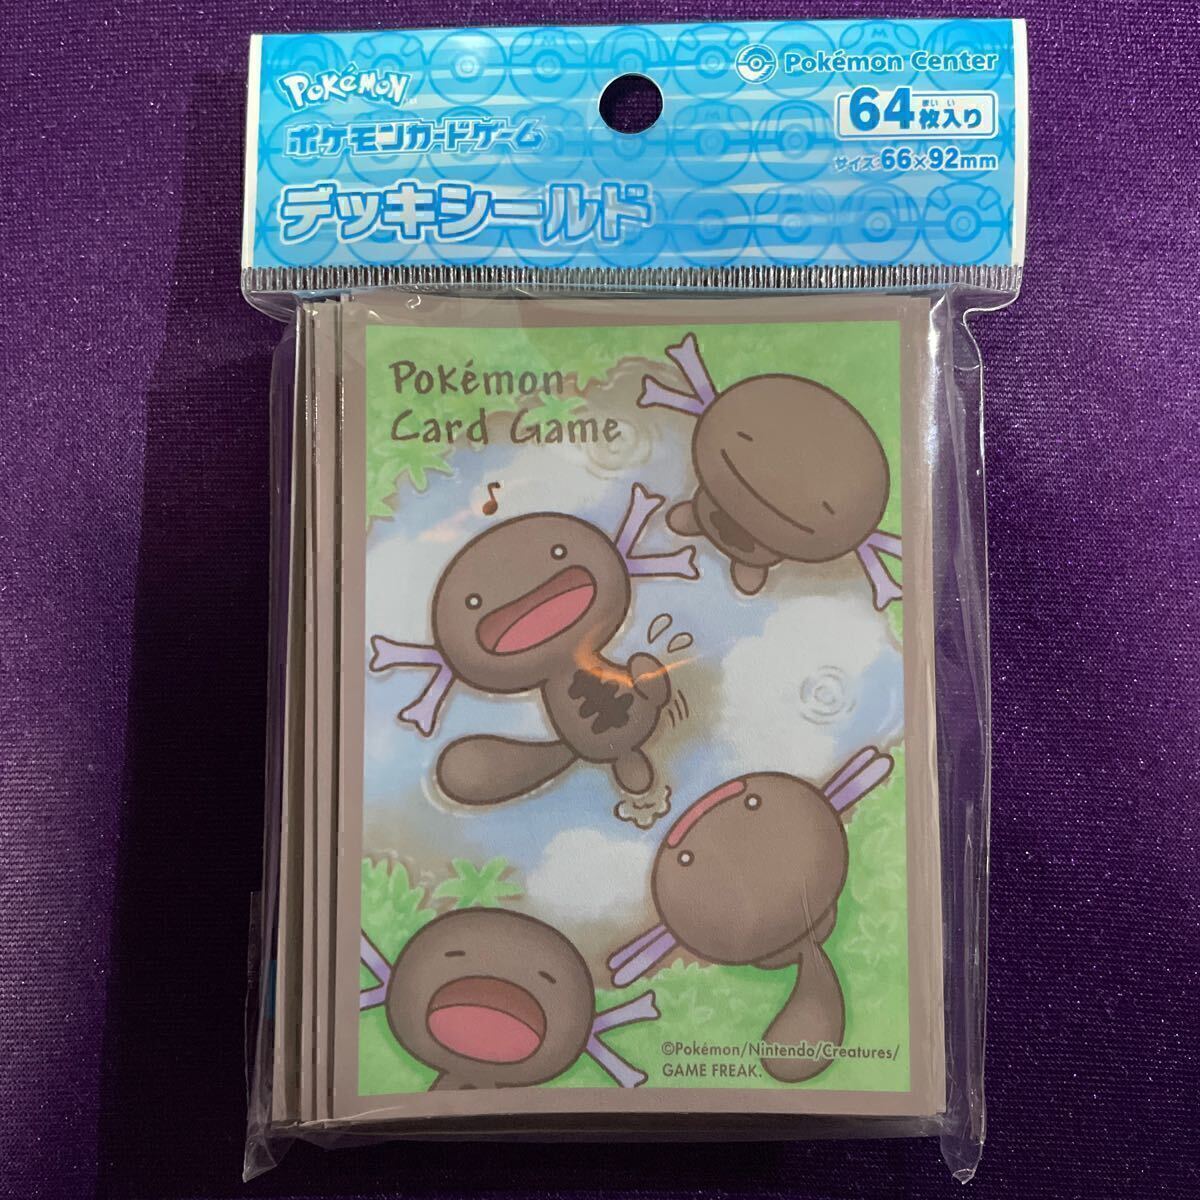 POKéMON
ポケモンカードゲーム
デッキシールド
Pokémon Center
64枚入り
まい い
サイズ:66×92mm
Pokémon
Card Game
©Pokémon/Nintendo/Creatures/
GAME FREAK.